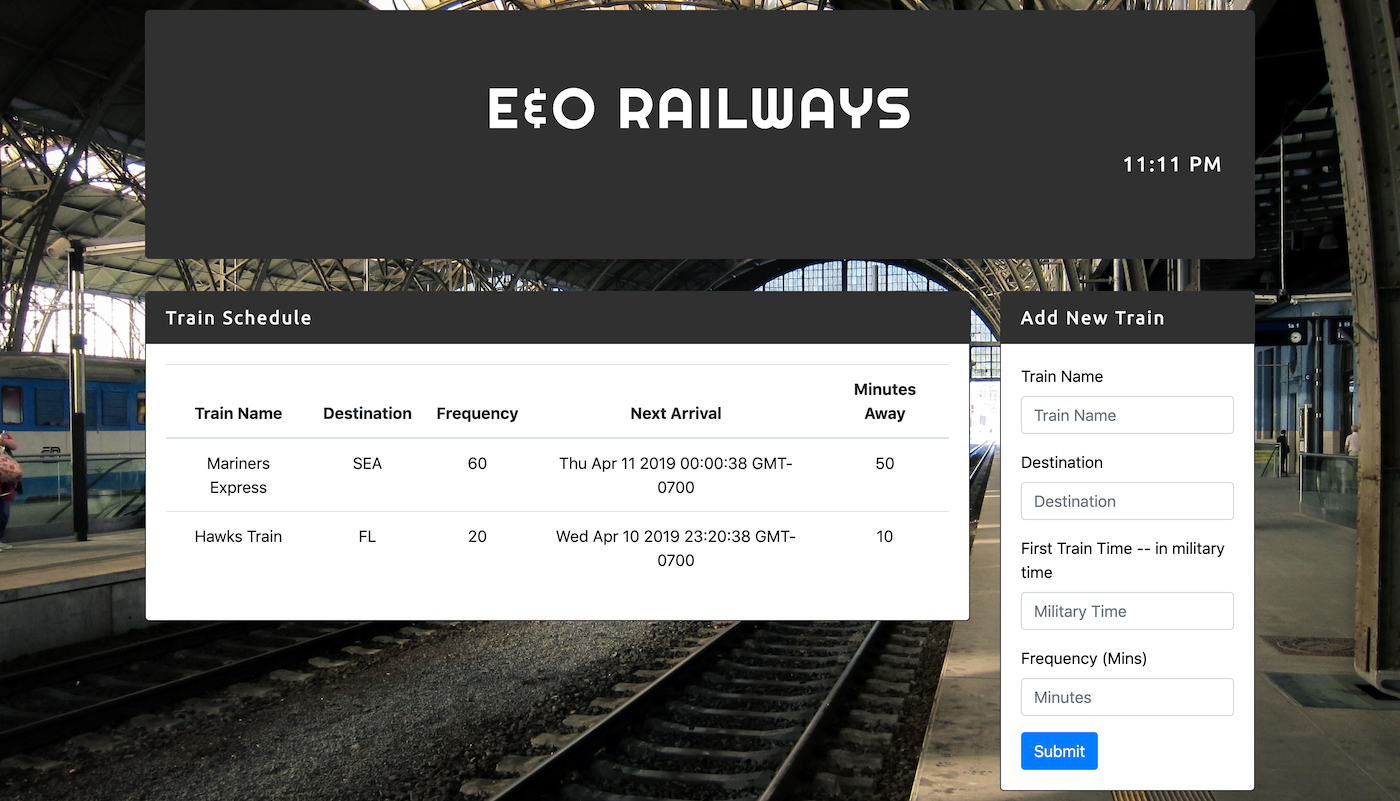 E&O RAILWAYS
11:11 PM
Train Schedule
Train Name
Destination
Frequency
Next Arrival
Minutes
Away
Mariners
Express
SEA
60
Thu Apr 11 2019 00:00:38 GMT-
0700
50
Hawks Train
FL
20
Wed Apr 10 2019 23:20:38 GMT-
0700
10
Add New Train
Train Name
Train Name
Destination
Destination
First Train Time -- in military
time
Military Time
Frequency (Mins)
Minutes
Submit